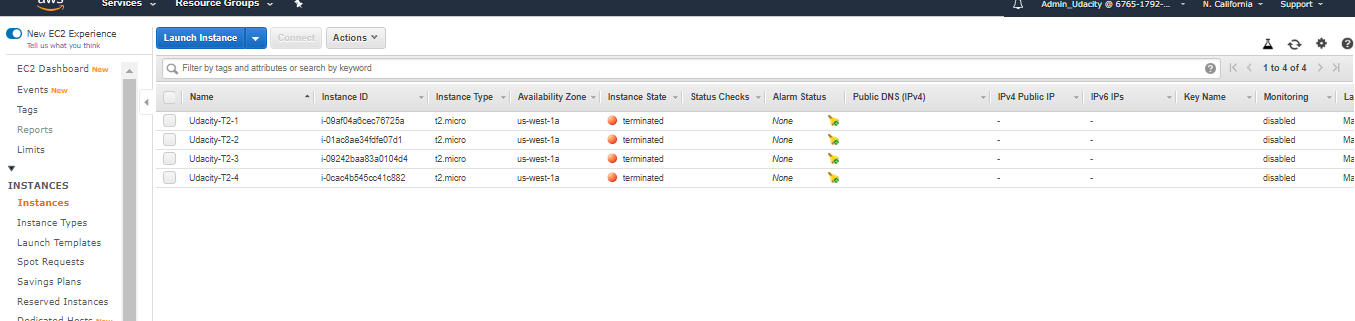 aws Services Resource Groups Admin_Udacity @ 6765-1792-... N. California Support
New EC2 Experience
Tell us what you think
EC2 Dashboard New
Events New
Tags
Reports
Limits
INSTANCES
Instances
Instance Types
Launch Templates
Spot Requests
Savings Plans
Reserved Instances
Dedicated Hosts New
Launch Instance Connect Actions
Filter by tags and attributes or search by keyword 1 to 4 of 4
Name Instance ID Instance Type Availability Zone Instance State Status Checks Alarm Status Public DNS (IPv4) IPv4 Public IP IPv6 IPs Key Name Monitoring La
Udacity-T2-1 i-09af04a6cec76725a t2.micro us-west-1a terminated None - - disabled Ma
Udacity-T2-2 i-01ac8ae34fdfe07d1 t2.micro us-west-1a terminated None - - disabled Ma
Udacity-T2-3 i-09242baa83a0104d4 t2.micro us-west-1a terminated None - - disabled Ma
Udacity-T2-4 i-0cac4b545cc41c882 t2.micro us-west-1a terminated None - - disabled Ma